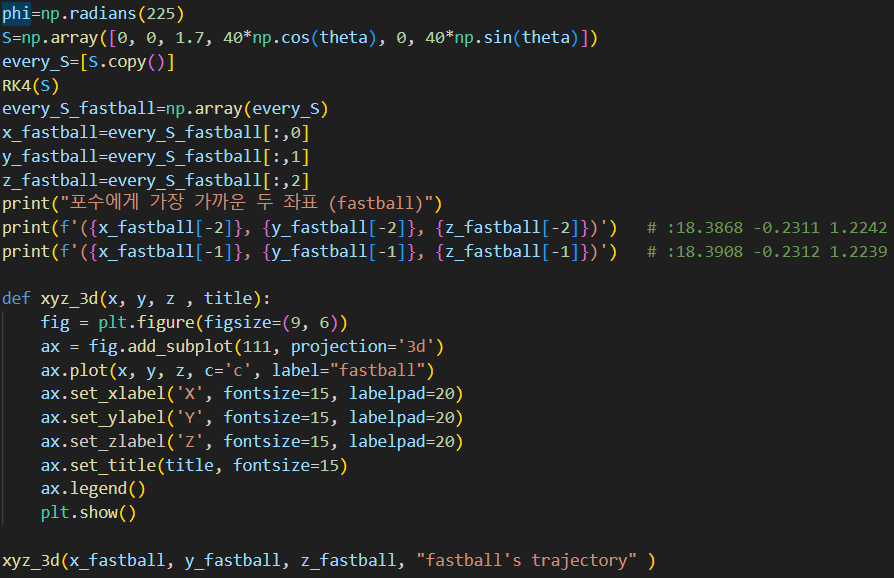 phi=np.radians(225)
S=np.array([0, 0, 1.7, 40*np.cos(theta), 0, 40*np.sin(theta)])
every_S=[S.copy()]
RK4(S)
every_S_fastball=np.array(every_S)
x_fastball=every_S_fastball[:,0]
y_fastball=every_S_fastball[:,1]
z_fastball=every_S_fastball[:,2]
print("포수에게 가장 가까운 두 좌표 (fastball)")
print(f'({x_fastball[-2]}, {y_fastball[-2]}, {z_fastball[-2]})')   # :18.3868 -0.2311 1.2242
print(f'({x_fastball[-1]}, {y_fastball[-1]}, {z_fastball[-1]})')   # :18.3908 -0.2312 1.2239
def xyz_3d(x, y, z , title):
    fig = plt.figure(figsize=(9, 6))
    ax = fig.add_subplot(111, projection='3d')
    ax.plot(x, y, z, c='c', label="fastball")
    ax.set_xlabel('X', fontsize=15, labelpad=20)
    ax.set_ylabel('Y', fontsize=15, labelpad=20)
    ax.set_zlabel('Z', fontsize=15, labelpad=20)
    ax.set_title(title, fontsize=15)
    ax.legend()
    plt.show()
xyz_3d(x_fastball, y_fastball, z_fastball, "fastball's trajectory" )